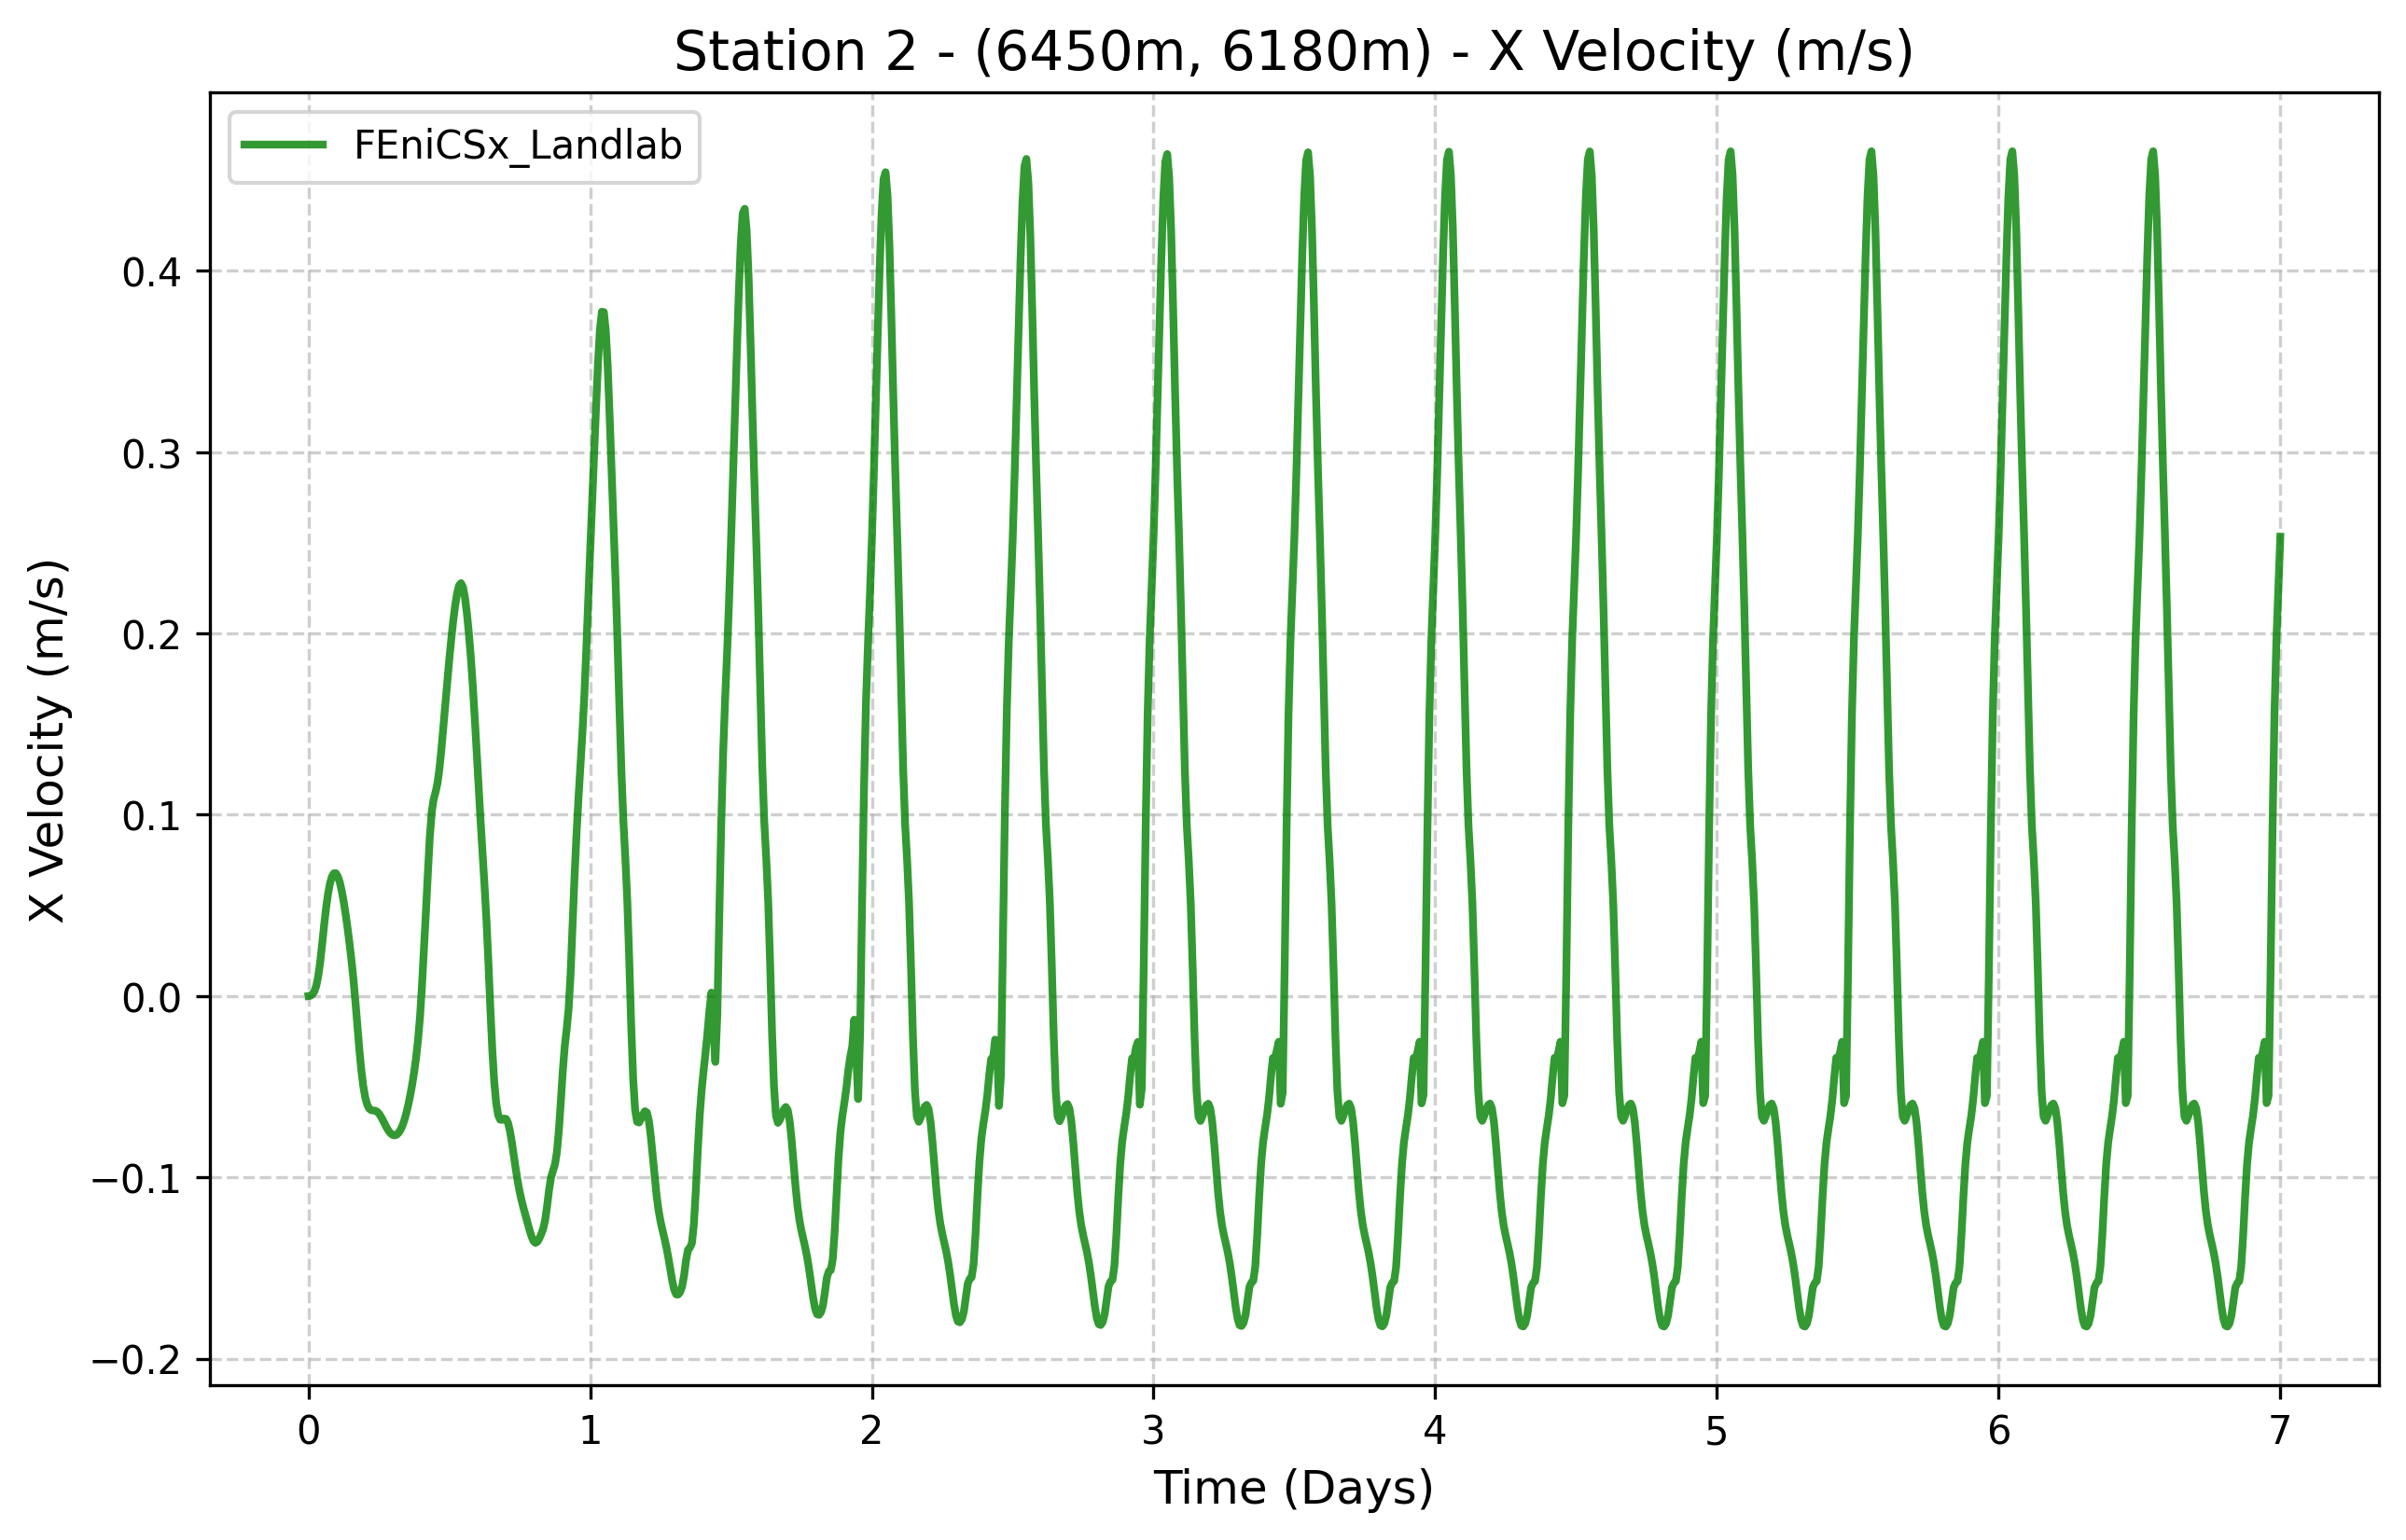 Station 2 - (6450m, 6180m) - X Velocity (m/s)
FEniCSx_Landlab
X Velocity (m/s)
0.4
0.3
0.2
0.1
0.0
−0.1
−0.2
0 1 2 3 4 5 6 7
Time (Days)